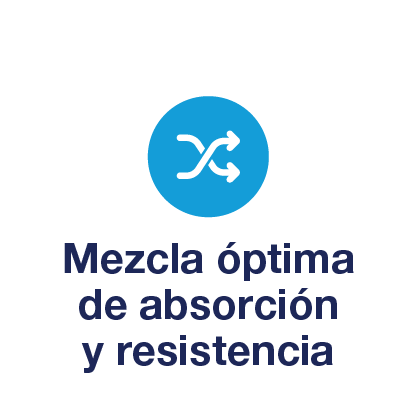 Mezcla óptima
de absorción
y resistencia